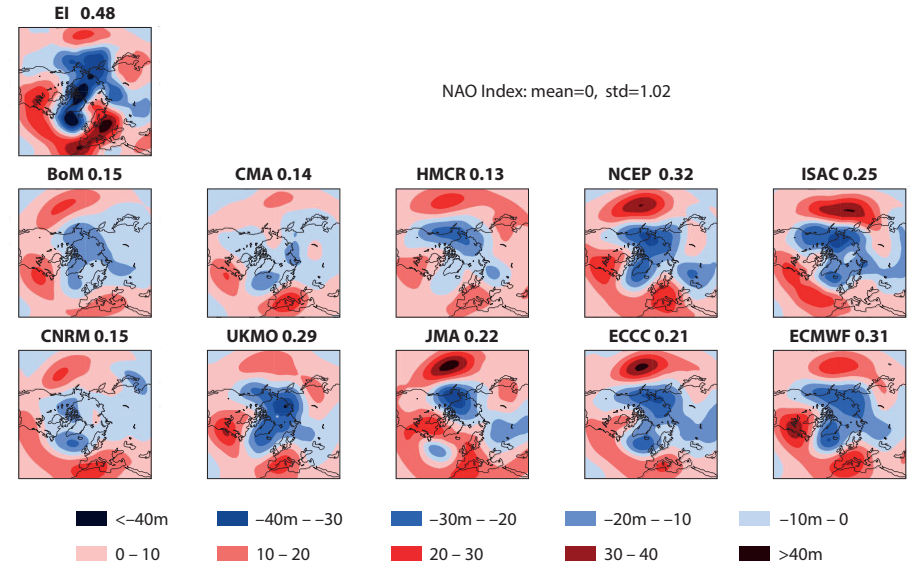 EI 0.48
NAO Index: mean=0, std=1.02
BoM 0.15
CMA 0.14
HMCR 0.13
NCEP 0.32
ISAC 0.25
CNRM 0.15
UKMO 0.29
JMA 0.22
ECCC 0.21
ECMWF 0.31
<–40m
–40m – –30
–30m – –20
–20m – –10
–10m – 0
0 – 10
10 – 20
20 – 30
30 – 40
>40m